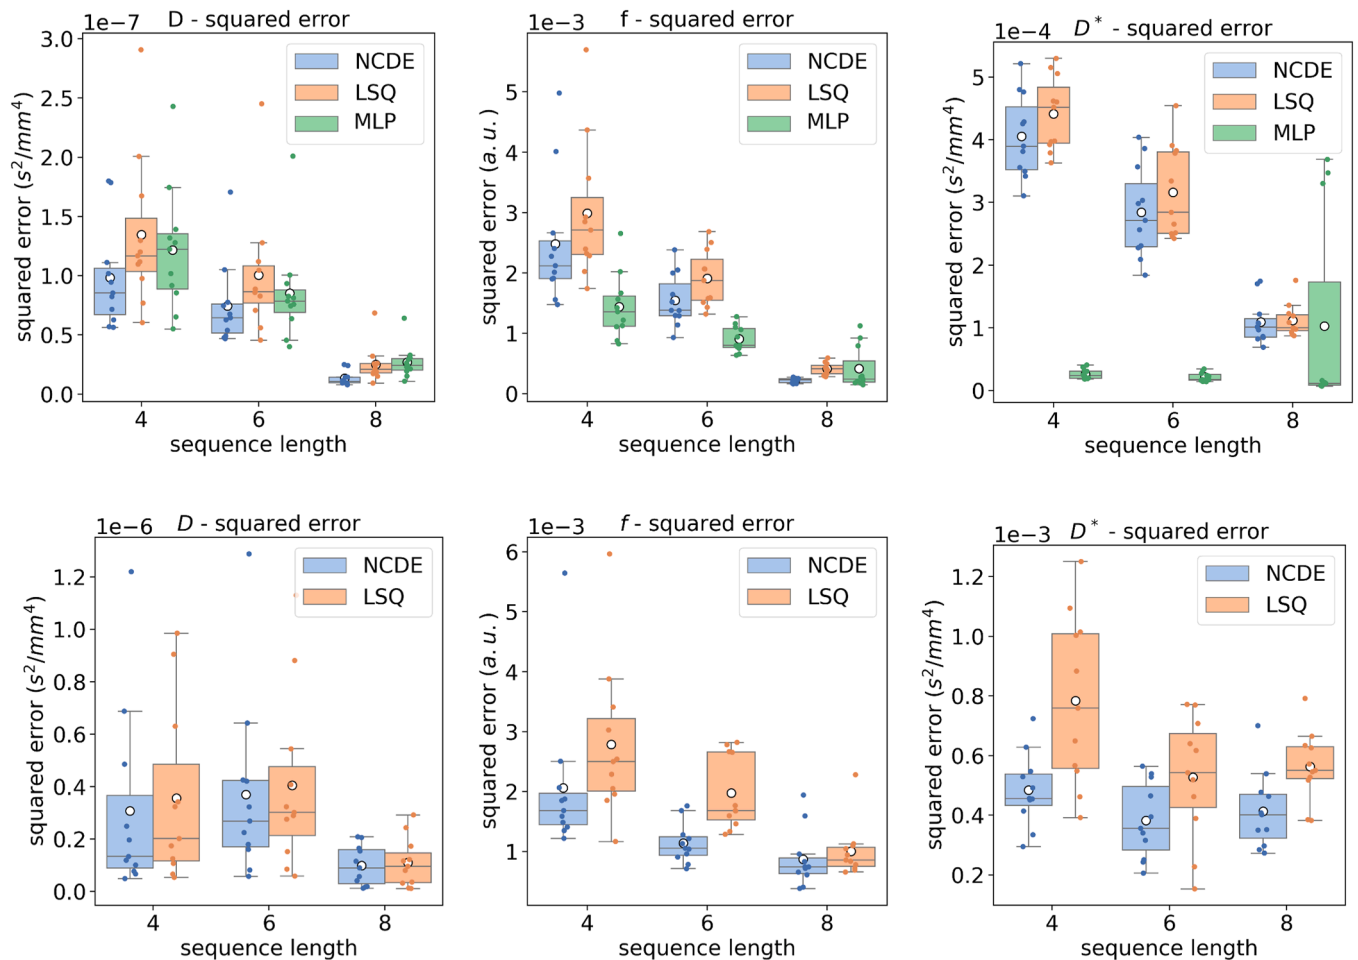 1e−7 D - squared error
squared error (s²/mm⁴)
3.0
2.5
2.0
1.5
1.0
0.5
0.0
NCDE
LSQ
MLP
4 6 8
sequence length
1e−3 f - squared error
squared error (a. u.)
5
4
3
2
1
0
NCDE
LSQ
MLP
4 6 8
sequence length
1e−4 D* - squared error
squared error (s²/mm⁴)
5
4
3
2
1
0
NCDE
LSQ
MLP
4 6 8
sequence length
1e−6 D - squared error
squared error (s²/mm⁴)
1.2
1.0
0.8
0.6
0.4
0.2
0.0
NCDE
LSQ
4 6 8
sequence length
1e−3 f - squared error
squared error (a. u.)
6
5
4
3
2
1
NCDE
LSQ
4 6 8
sequence length
1e−3 D* - squared error
squared error (s²/mm⁴)
1.2
1.0
0.8
0.6
0.4
0.2
NCDE
LSQ
4 6 8
sequence length